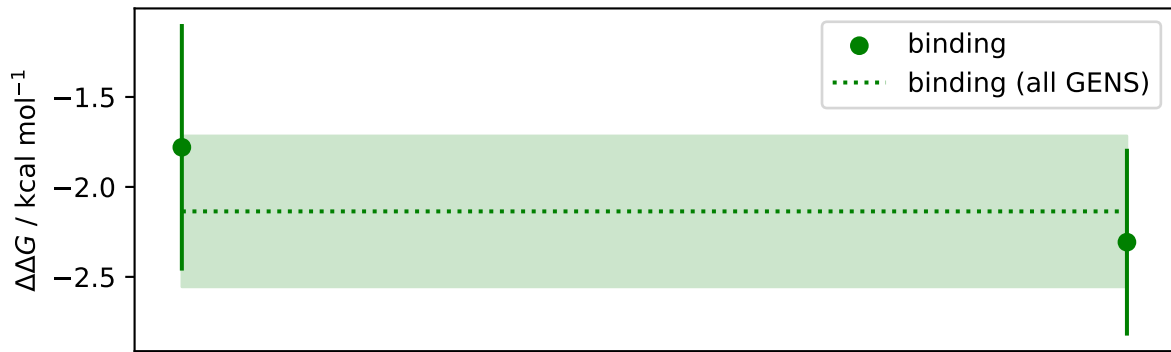 binding
binding (all GENS)
ΔΔG / kcal mol⁻¹
−1.5
−2.0
−2.5